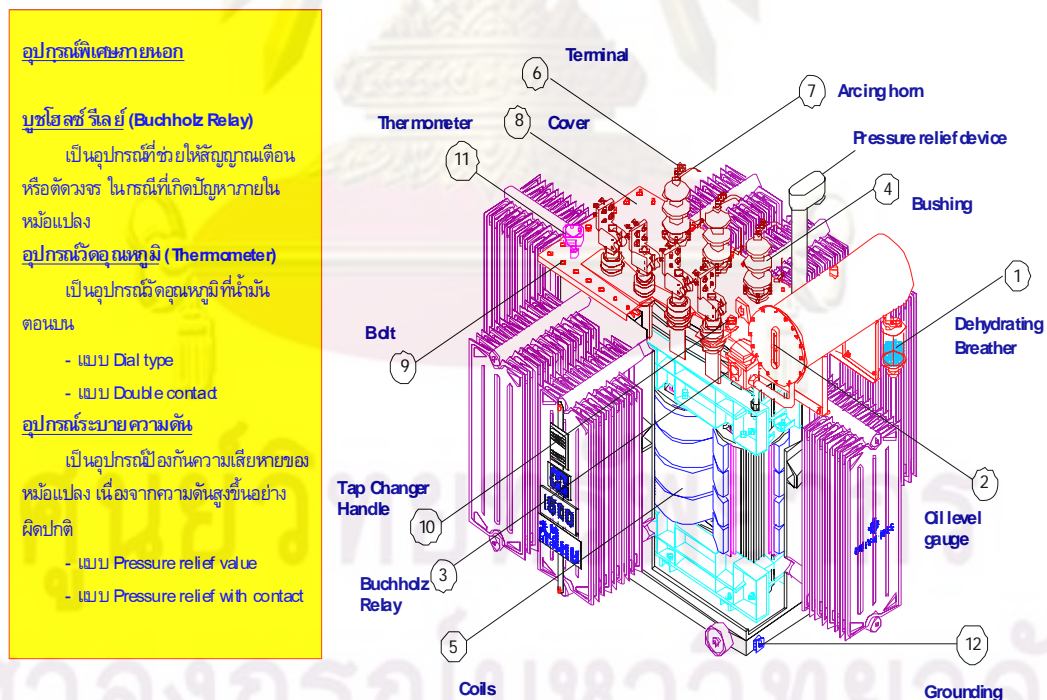 อุปกรณ์พิเศษภายนอก
บูชโฮลซ์ รีเลย์ (Buchholz Relay)
เป็นอุปกรณ์ที่ช่วยให้สัญญาณเตือน
หรือตัดวงจร ในกรณีที่เกิดปัญหาภายใน
หม้อแปลง
อุปกรณ์วัดอุณหภูมิ (Thermometer)
เป็นอุปกรณ์วัดอุณหภูมิที่น้ำมัน
ตอนบน
- แบบ Dial type
- แบบ Double contact
อุปกรณ์ระบายความดัน
เป็นอุปกรณ์ป้องกันความเสียหายของ
หม้อแปลง เนื่องจากความดันสูงขึ้นอย่าง
ผิดปกติ
- แบบ Pressure relief value
- แบบ Pressure relief with contact
Terminal
6
7 Arcing horn
Thermometer
8 Cover
Pressure relief device
11
4 Bushing
1
Dehydrating
Breather
Bolt
9
2
Oil level
gauge
Tap Changer
Handle
10
3
Buchholz
Relay
5
Coils
12
Grounding